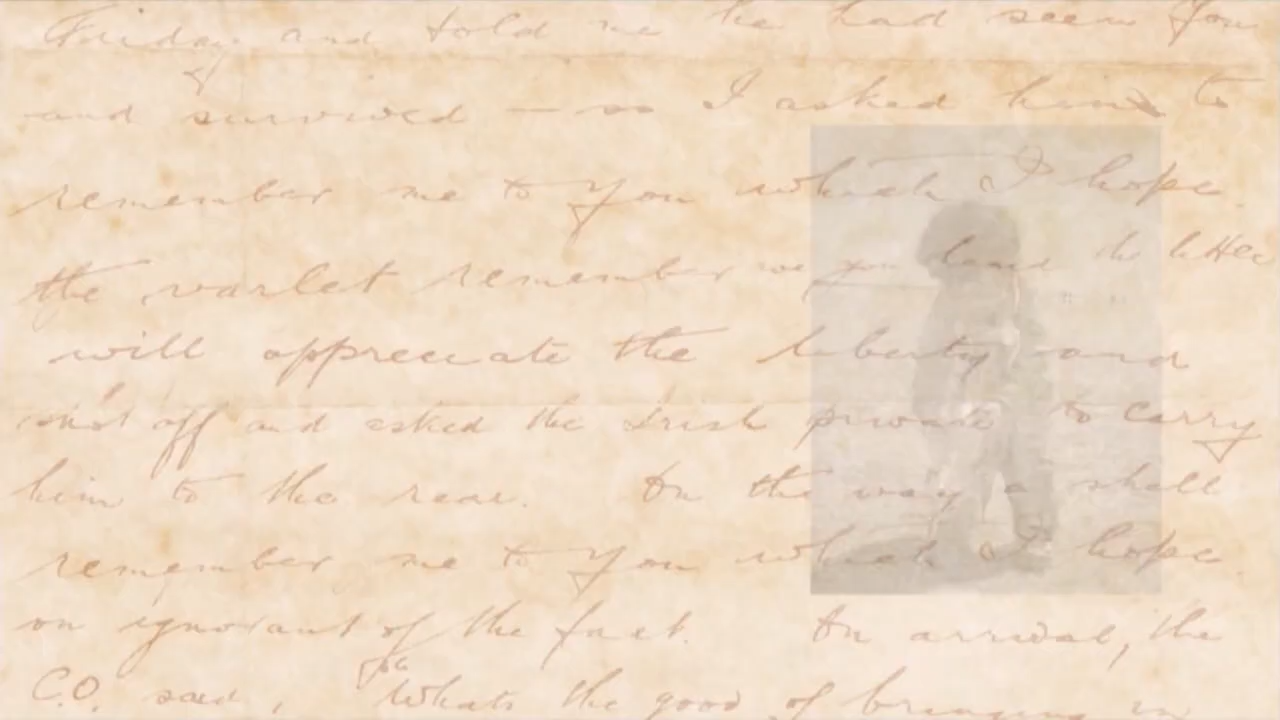 Friday and told me he had seen you
and survived — so I asked him to
remember me to you which I hope
the varlet remember
will appreciate the liberty and
off and asked the Irish private to carry
him to the rear. On the way a shell
remember me to you which I hope
on ignorant of the fact. On arrival, the
C.O. said, Whats the good of bringing in